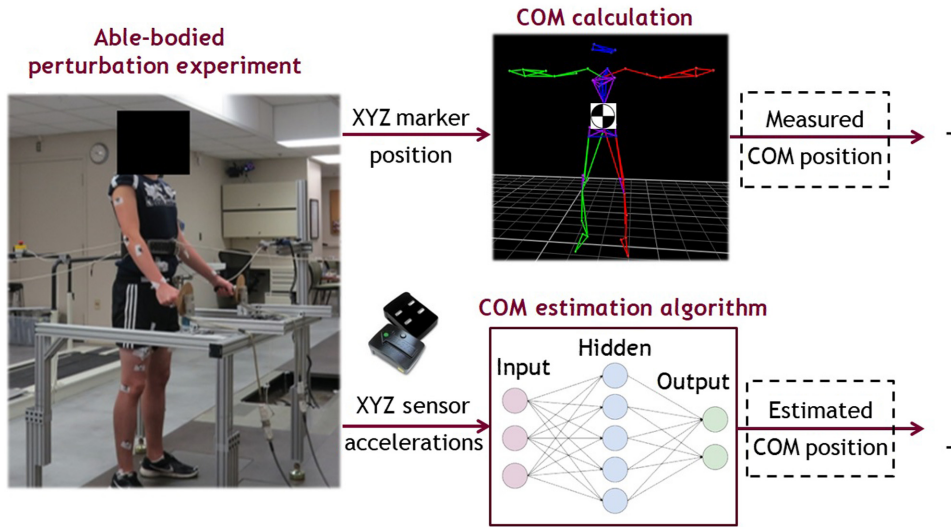 Able-bodied
perturbation experiment
XYZ marker
position
COM calculation
Measured
COM position
XYZ sensor
accelerations
COM estimation algorithm
Input
Hidden
Output
Estimated
COM position